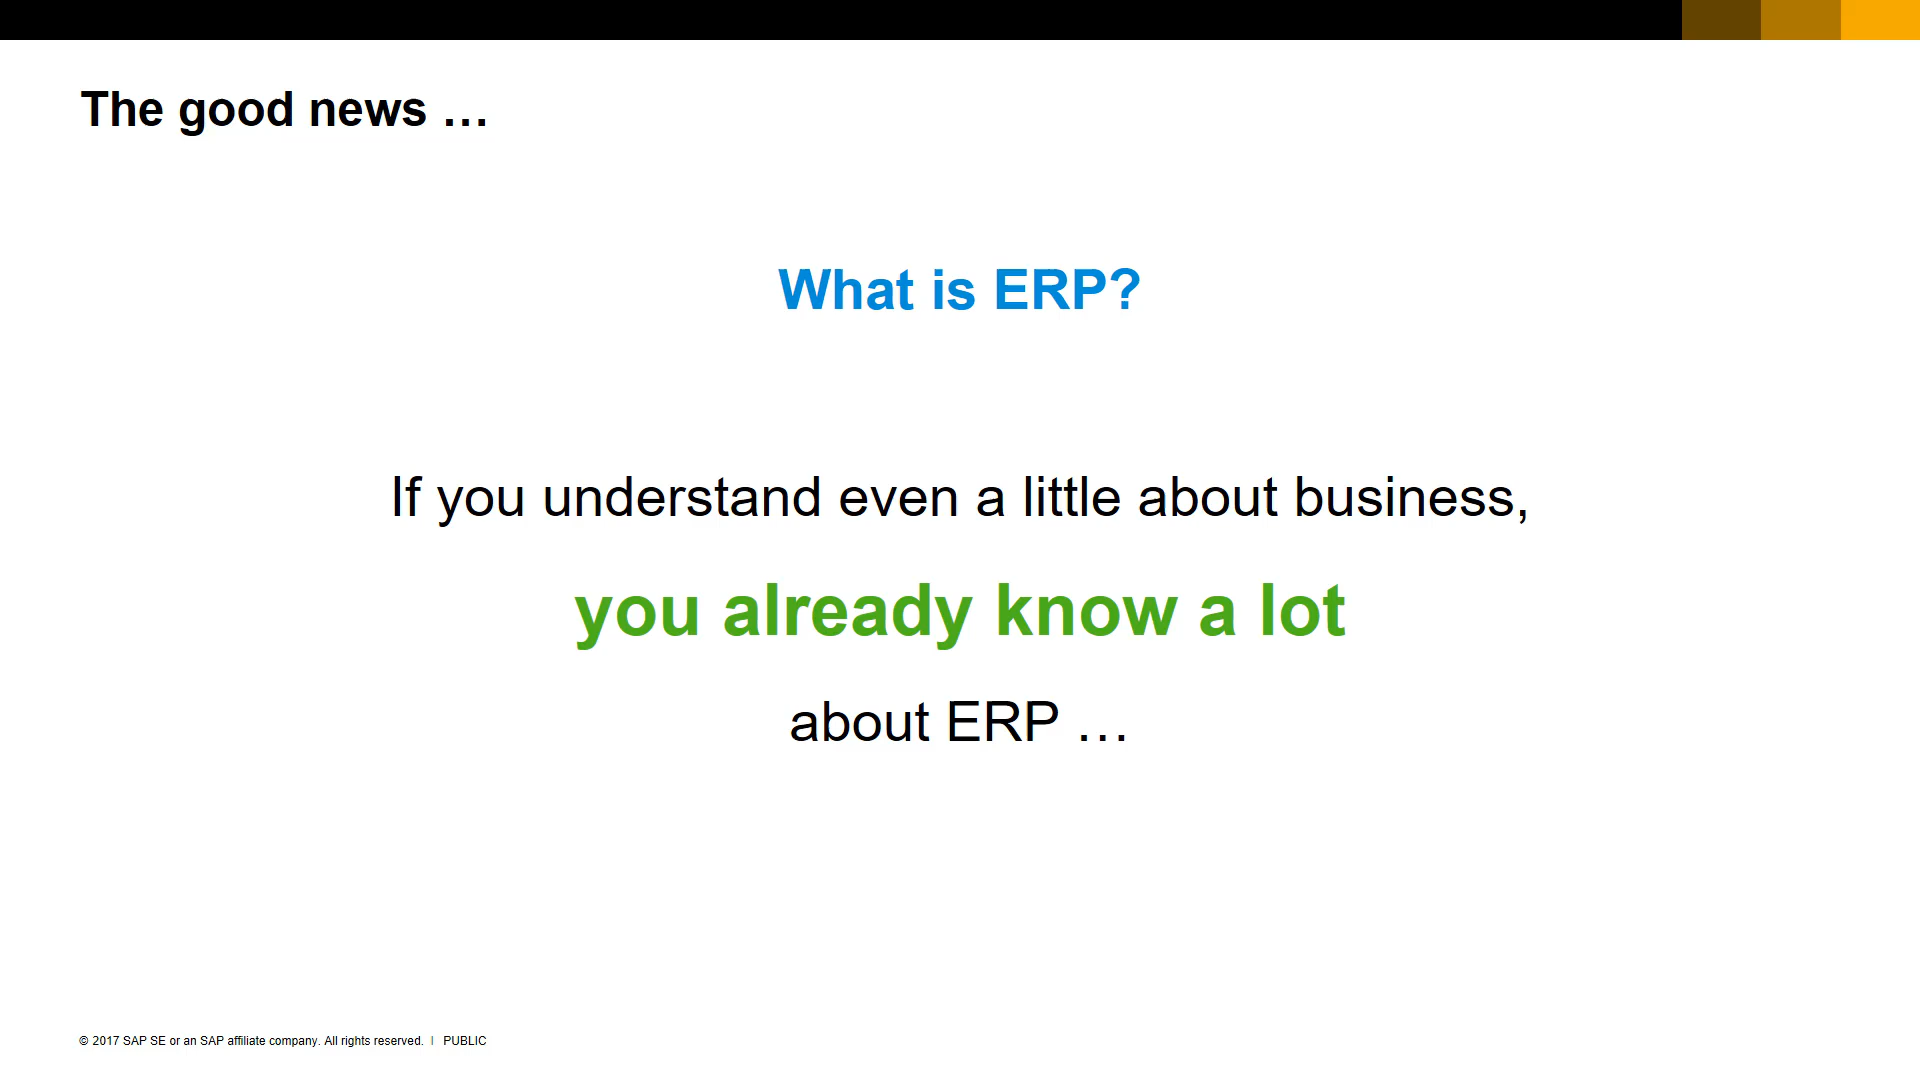 The good news …
What is ERP?
If you understand even a little about business,
you already know a lot
about ERP …
© 2017 SAP SE or an SAP affiliate company. All rights reserved. | PUBLIC